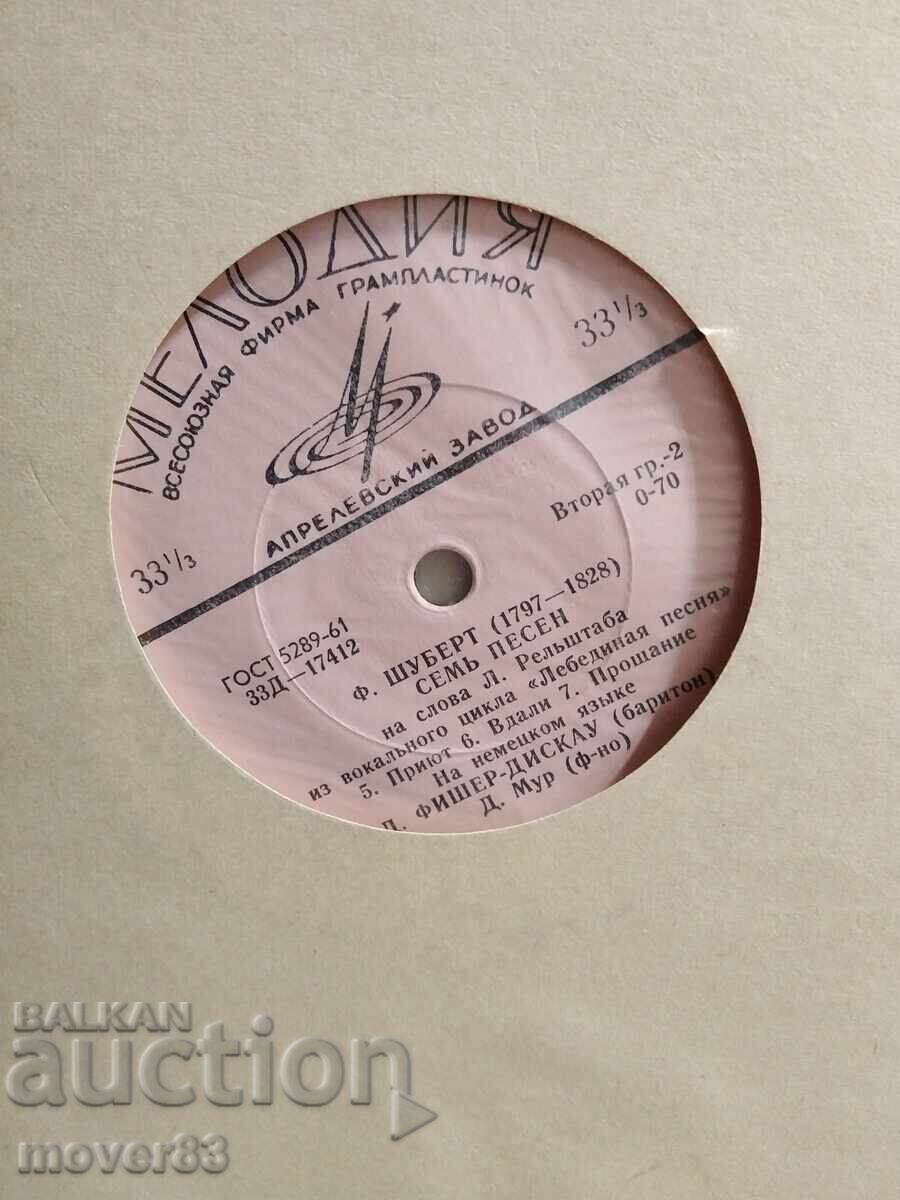 МЕЛОДИЯ
ВСЕСОЮЗНАЯ ФИРМА ГРАМПЛАСТИНОК
33 1/3
АПРЕЛЕВСКИЙ ЗАВОД
33 1/3
Вторая гр.-2
0-70
ГОСТ 5289-61
33Д—17412
Ф. ШУБЕРТ (1797—1828)
СЕМЬ ПЕСЕН
на слова Л. Рельштаба
из вокального цикла «Лебединая песня»
5. Приют 6. Вдали 7. Прощание
На немецком языке
ФИШЕР-ДИСКАУ (баритон)
Д. Мур (ф-но)
BALKAN
auction
mover83